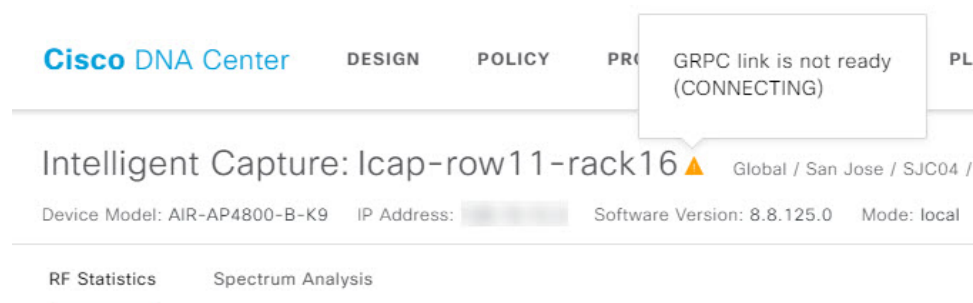 Cisco DNA Center DESIGN POLICY
GRPC link is not ready
(CONNECTING)
Intelligent Capture: Icap-row11-rack16 Global / San Jose / SJC04 /
Device Model: AIR-AP4800-B-K9 IP Address: Software Version: 8.8.125.0 Mode: local
RF Statistics Spectrum Analysis